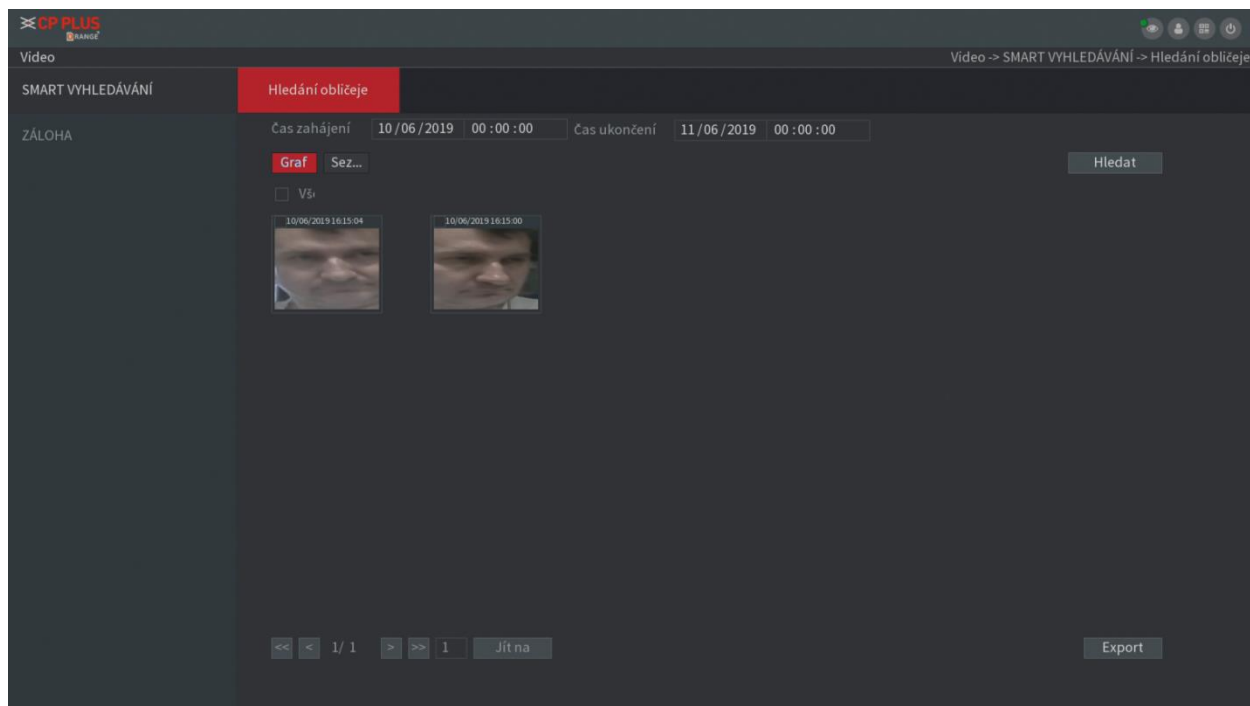 CP PLUS
ORANGE
Video
Video -> SMART VYHLEDÁVÁNÍ -> Hledání obličeje
SMART VYHLEDÁVÁNÍ
Hledání obličeje
ZÁLOHA
Čas zahájení 10/06/2019 00:00:00 Čas ukončení 11/06/2019 00:00:00
Graf Sez... Hledat
10/06/2019 16:15:04 10/06/2019 16:15:00
<< < 1/ 1 > >> 1 Jít na Export